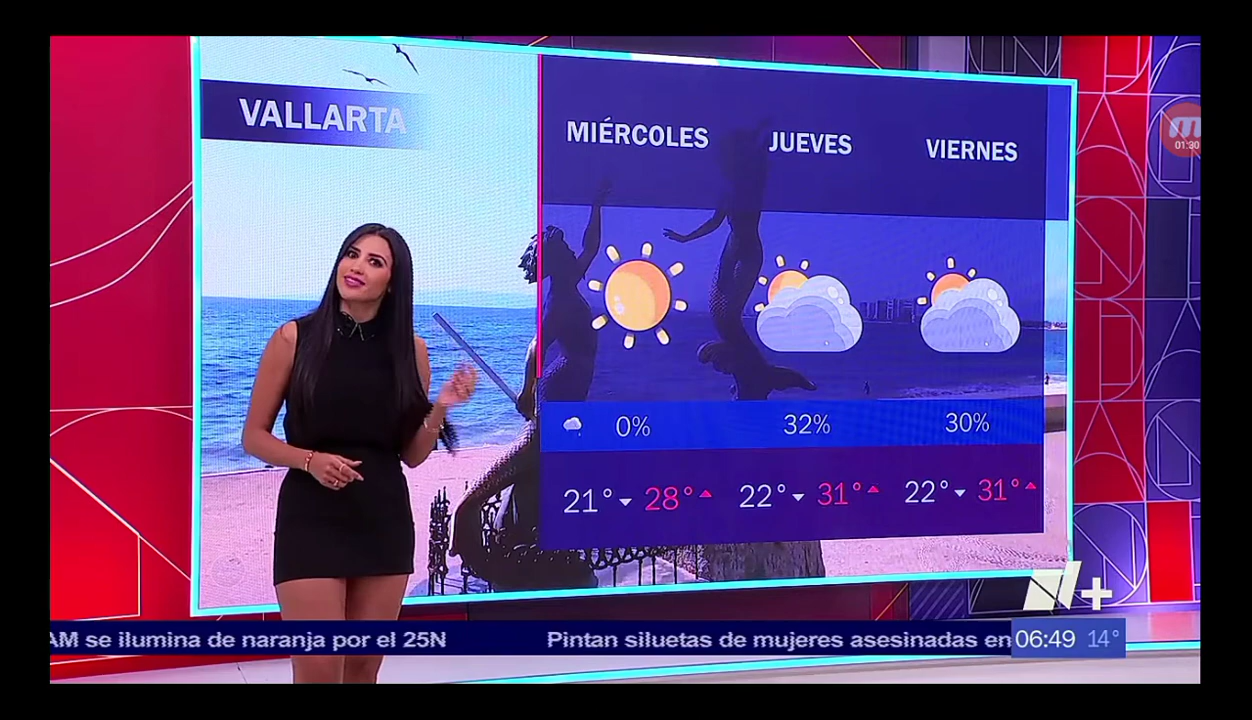 VALLARTA
MIÉRCOLES JUEVES VIERNES
01:30
0% 32% 30%
21° 28° 22° 31° 22° 31°
N+
AM se ilumina de naranja por el 25N Pintan siluetas de mujeres asesinadas en
06:49 14°